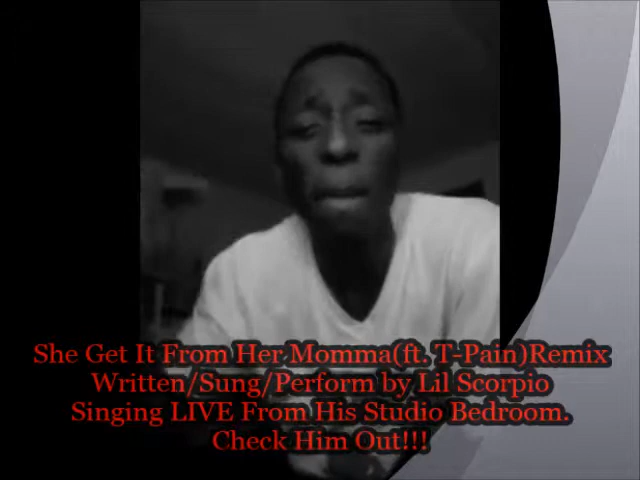 She Get It From Her Momma(ft. T-Pain)Remix
Written/Sung/Perform by Lil Scorpio
Singing LIVE From His Studio Bedroom.
Check Him Out!!!